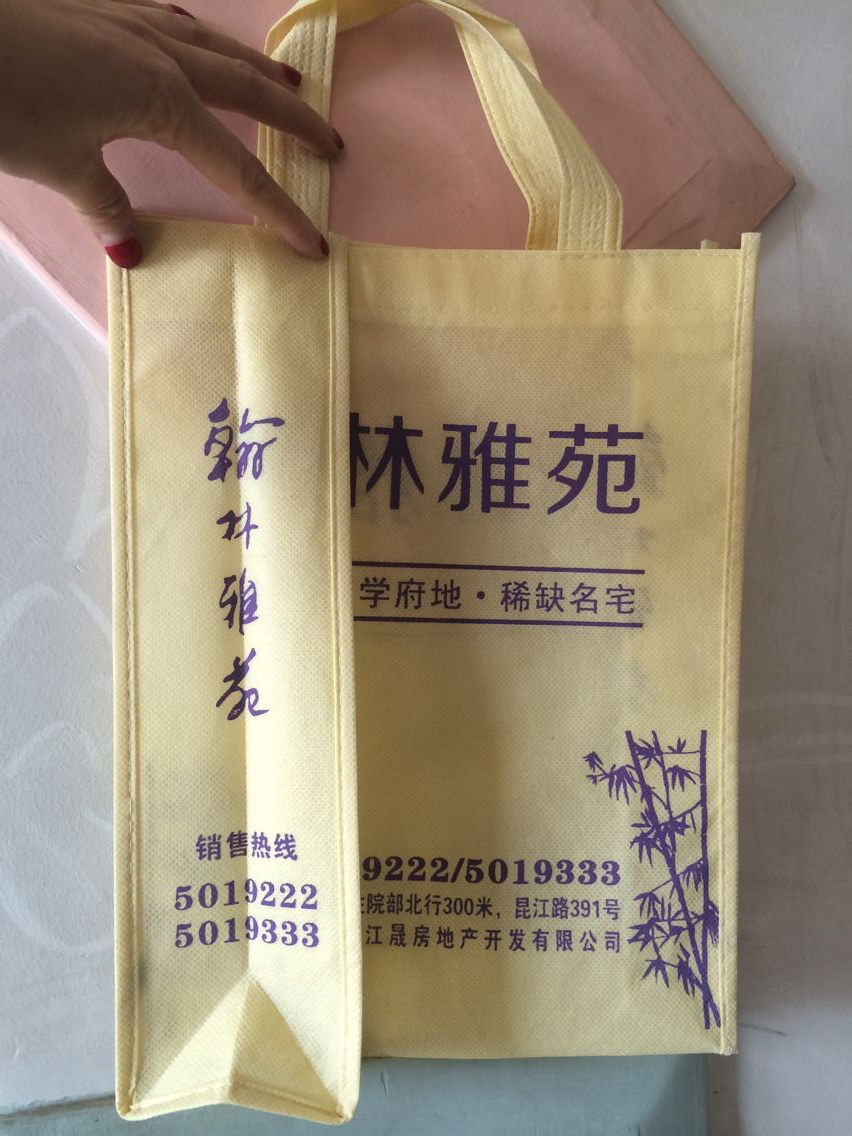 翰林雅苑
销售热线
5019222
5019333
林雅苑
学府地·稀缺名宅
9222/5019333
院部北行300米，昆江路391号
江晟房地产开发有限公司